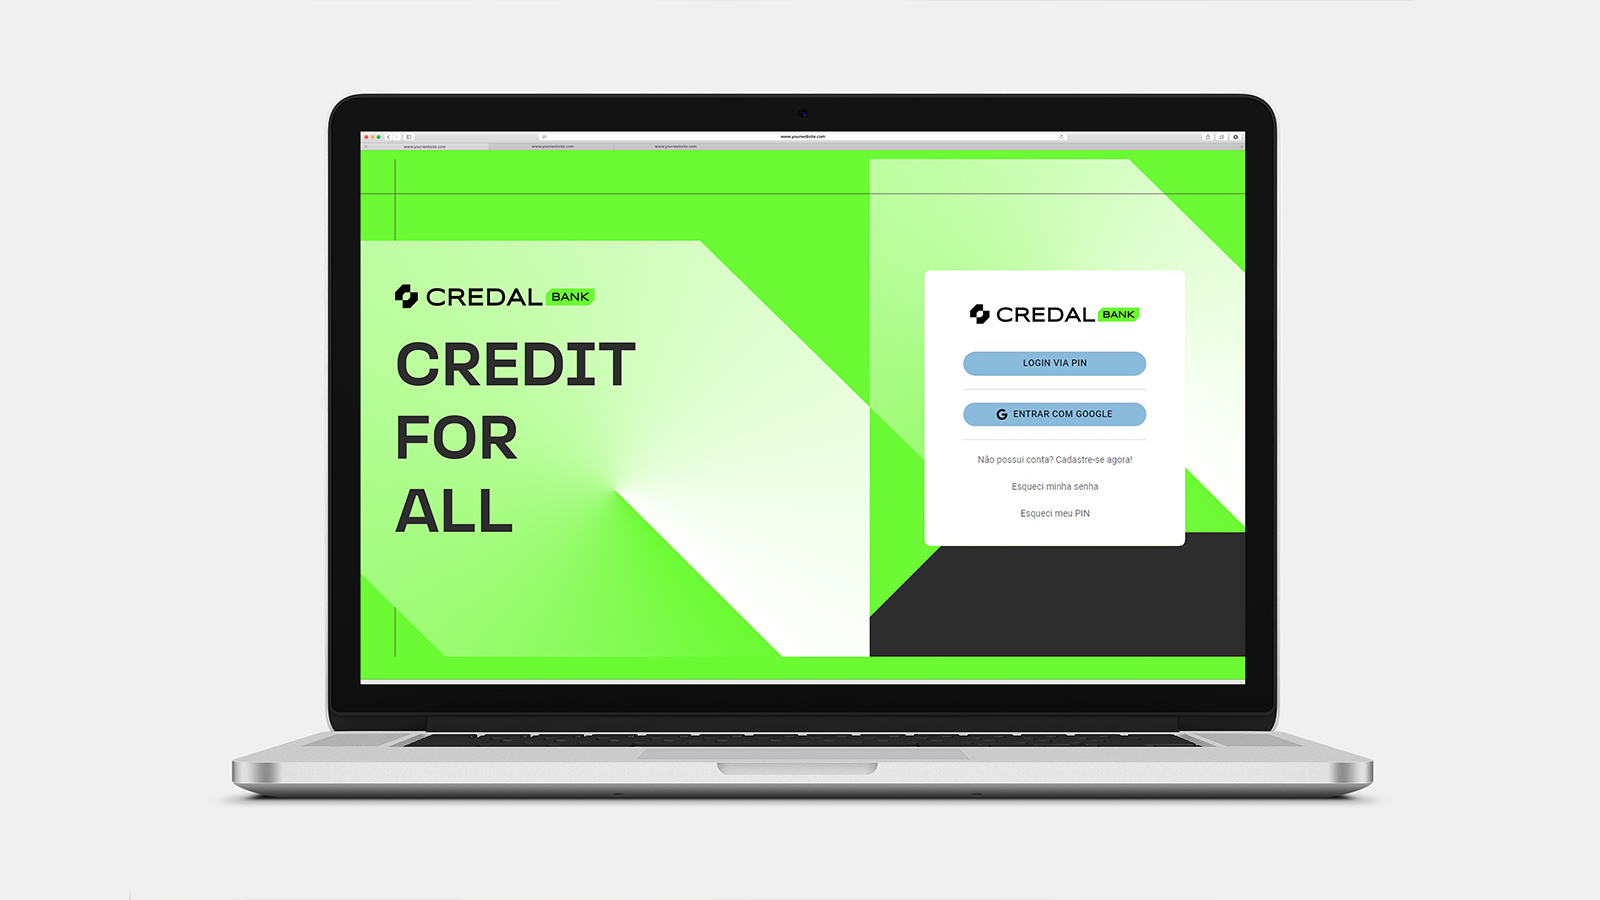 www.yourwebsite.com
www.yourwebsite.com
www.yourwebsite.com
www.yourwebsite.com
CREDAL BANK
CREDIT
FOR
ALL
CREDAL BANK
LOGIN VIA PIN
G ENTRAR COM GOOGLE
Não possui conta? Cadastre-se agora!
Esqueci minha senha
Esqueci meu PIN